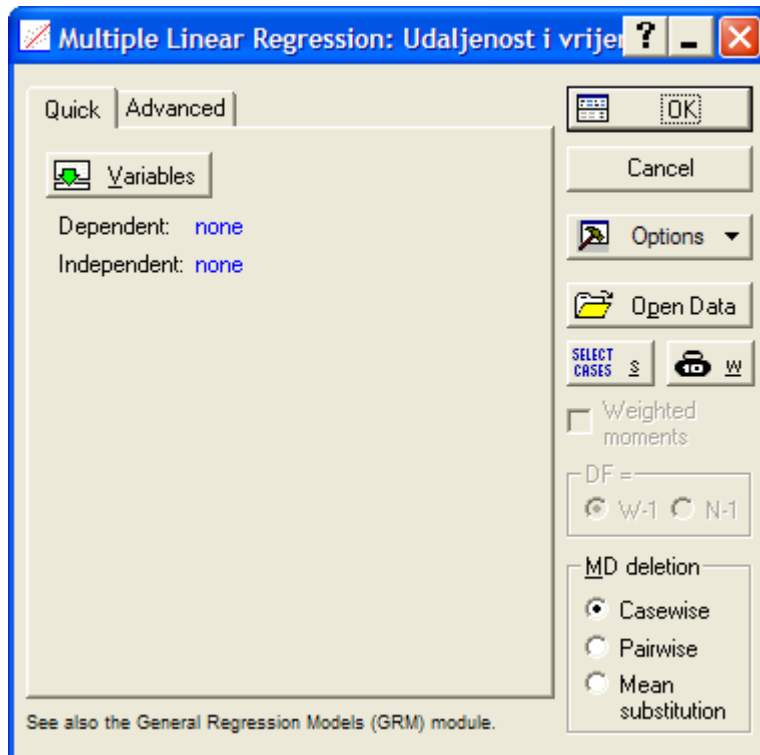 Multiple Linear Regression: Udaljenost i
?
Quick
Advanced
Variables
Dependent: none
Independent: none
See also the General Regression Models (GRM) module.
OK
Cancel
Options
Open Data
SELECT
CASES S
W
Weighted
moments
DF =
W-1 N-1
MD deletion
Casewise
Pairwise
Mean
substitution